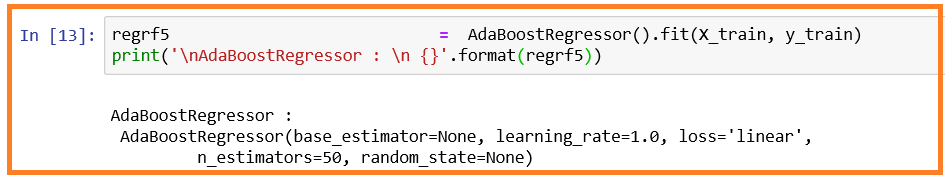 In [13]: regrf5                                  =  AdaBoostRegressor().fit(X_train, y_train)
print('\nAdaBoostRegressor : \n {}'.format(regrf5))
AdaBoostRegressor :
AdaBoostRegressor(base_estimator=None, learning_rate=1.0, loss='linear',
n_estimators=50, random_state=None)